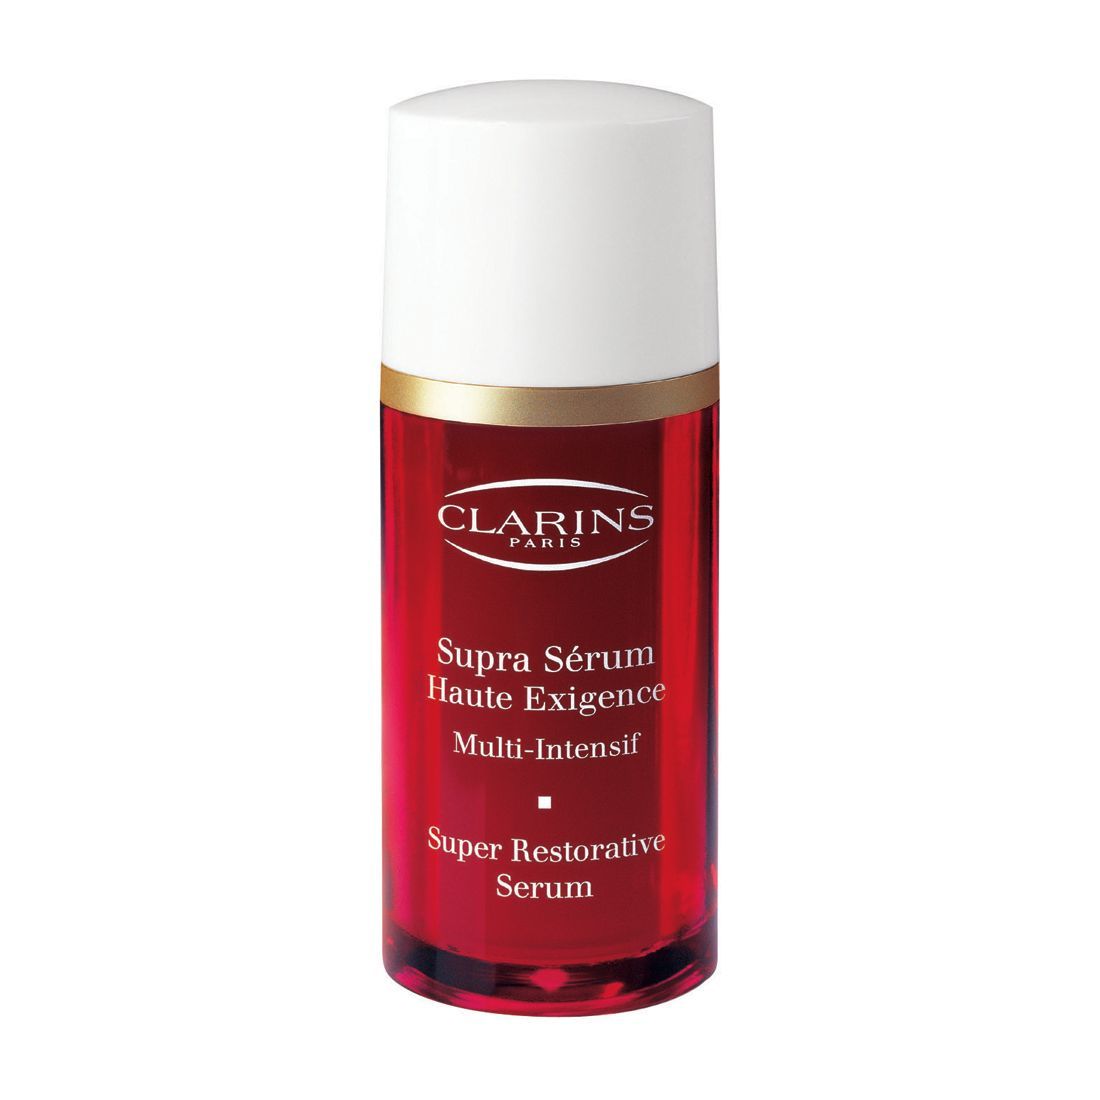 CLARINS
PARIS
Supra Sérum
Haute Exigence
Multi-Intensif
Super Restorative
Serum